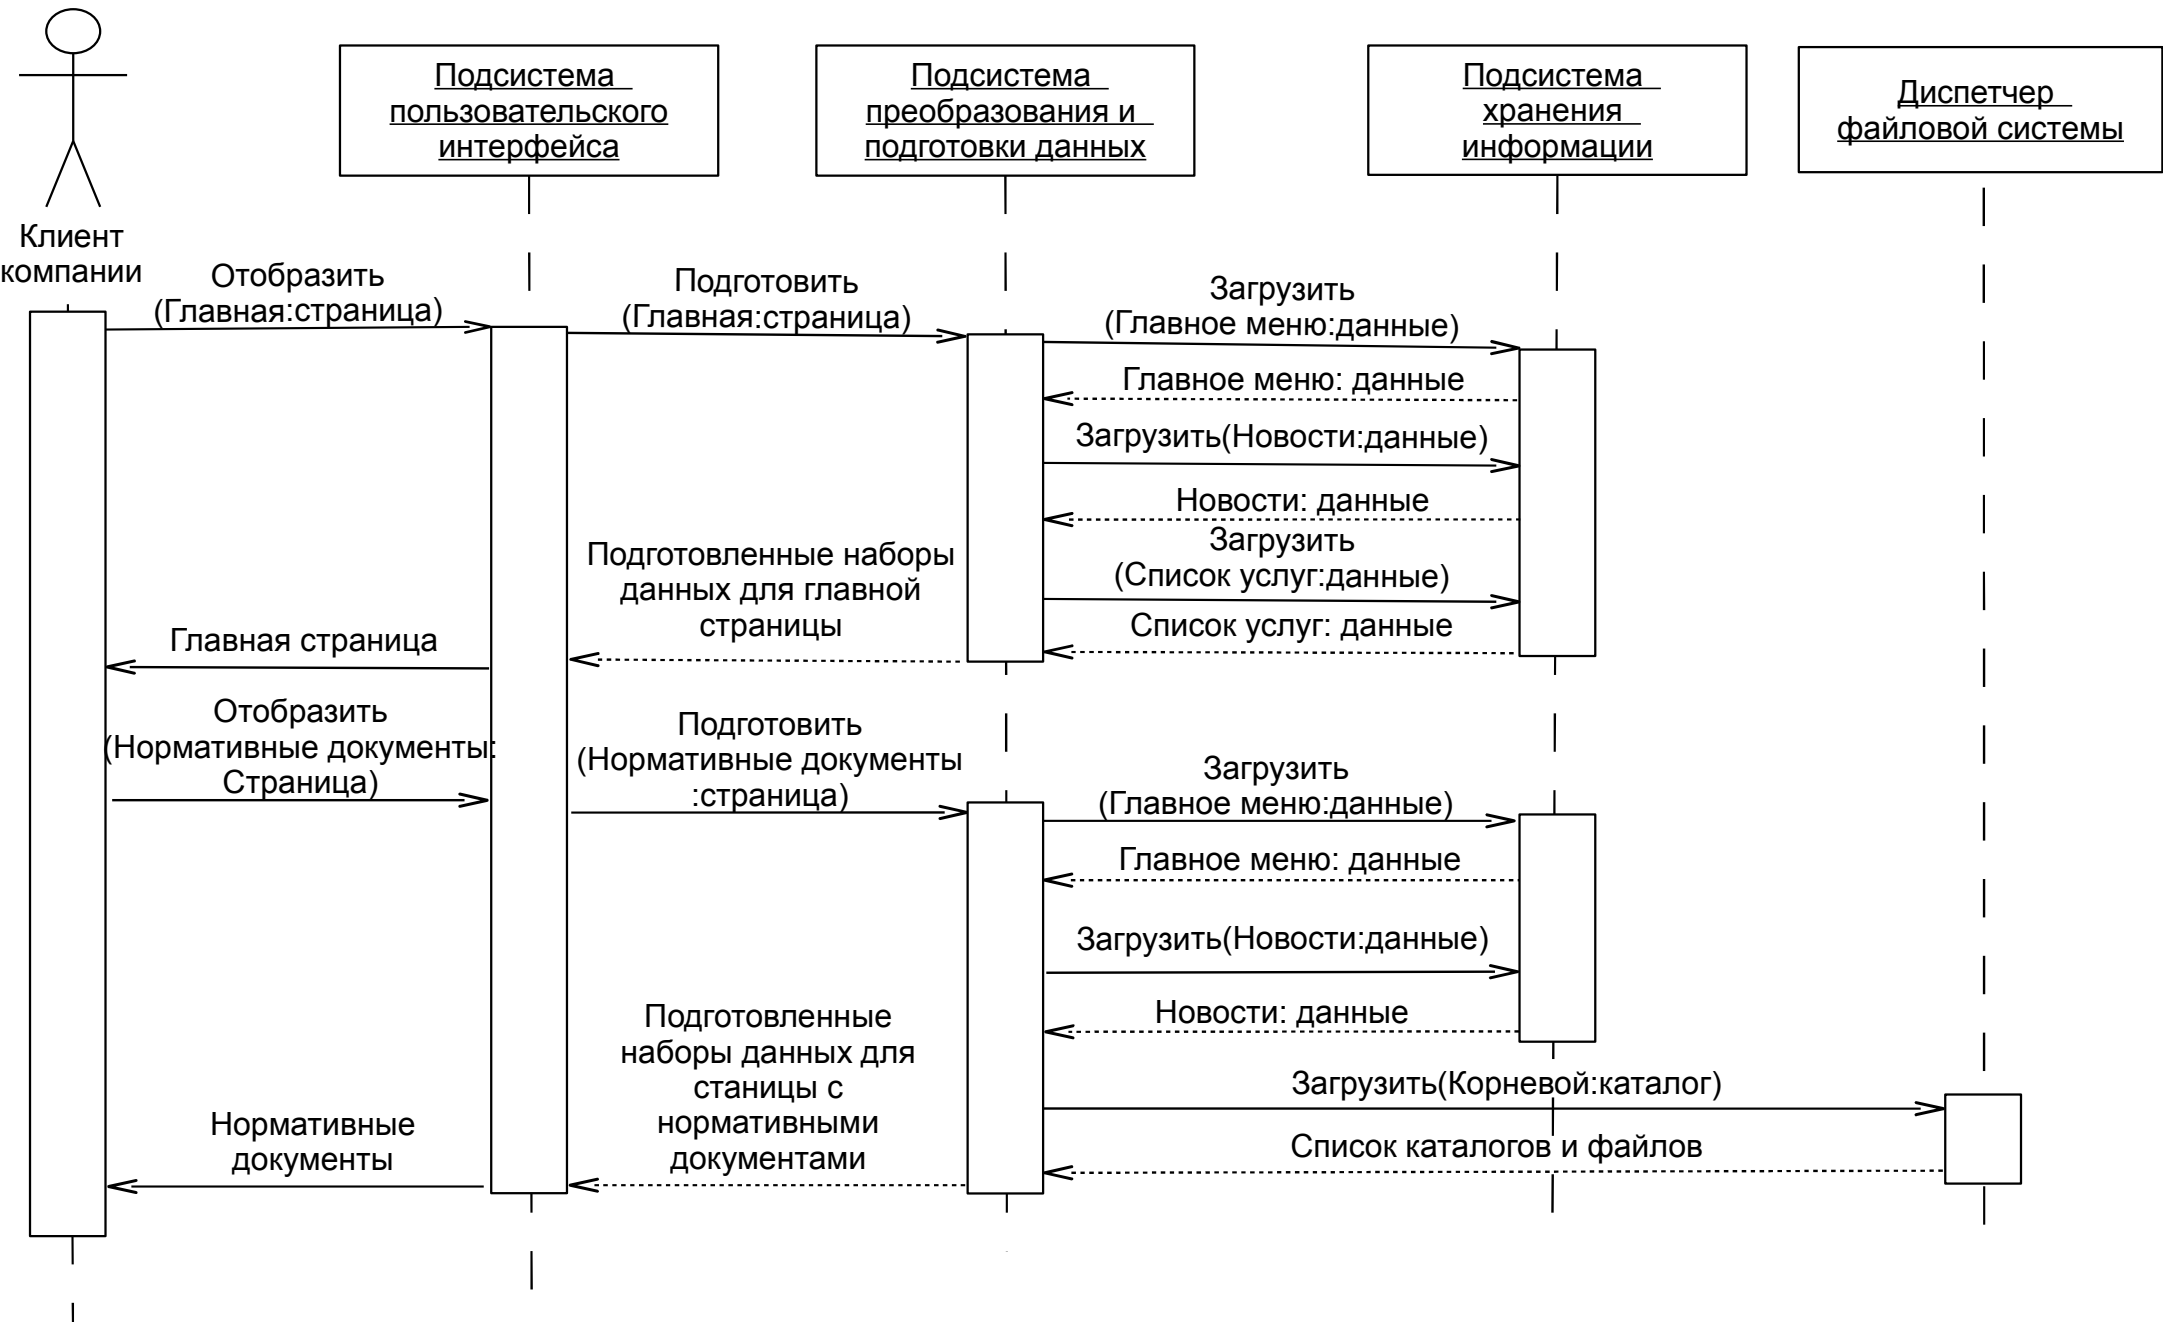 Подсистема
пользовательского
интерфейса
Подсистема
преобразования и
подготовки данных
Подсистема
хранения
информации
Диспетчер
файловой системы
Клиент
компании
Отобразить
(Главная:страница)
Подготовить
(Главная:страница)
Загрузить
(Главное меню:данные)
Главное меню: данные
Загрузить(Новости:данные)
Новости: данные
Загрузить
(Список услуг:данные)
Список услуг: данные
Подготовленные наборы
данных для главной
страницы
Главная страница
Отобразить
(Нормативные документы:
Страница)
Подготовить
(Нормативные документы
:страница)
Загрузить
(Главное меню:данные)
Главное меню: данные
Загрузить(Новости:данные)
Новости: данные
Загрузить(Корневой:каталог)
Список каталогов и файлов
Подготовленные
наборы данных для
станицы с
нормативными
документами
Нормативные
документы